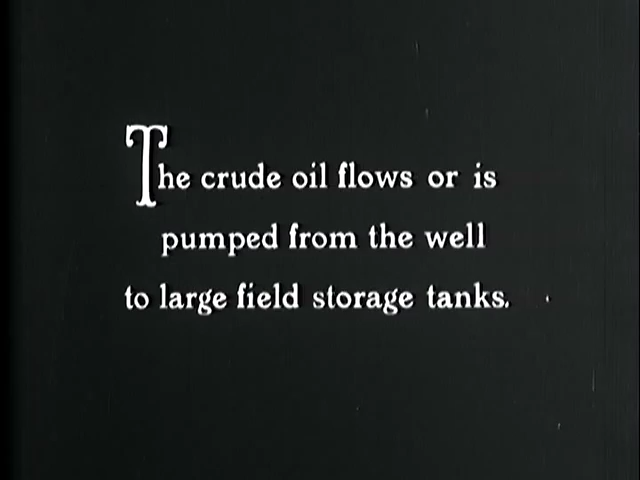 The crude oil flows or is
pumped from the well
to large field storage tanks.